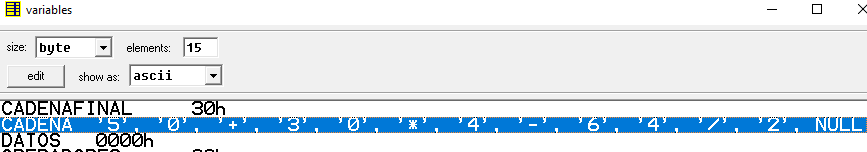 variables
size: byte elements: 15
edit show as: ascii
CADENAFINAL 30h
CADENA '5', '0', '+', '3', '0', '*', '4', '-', '6', '4', '/', '2', NULL
DATOS 0000h